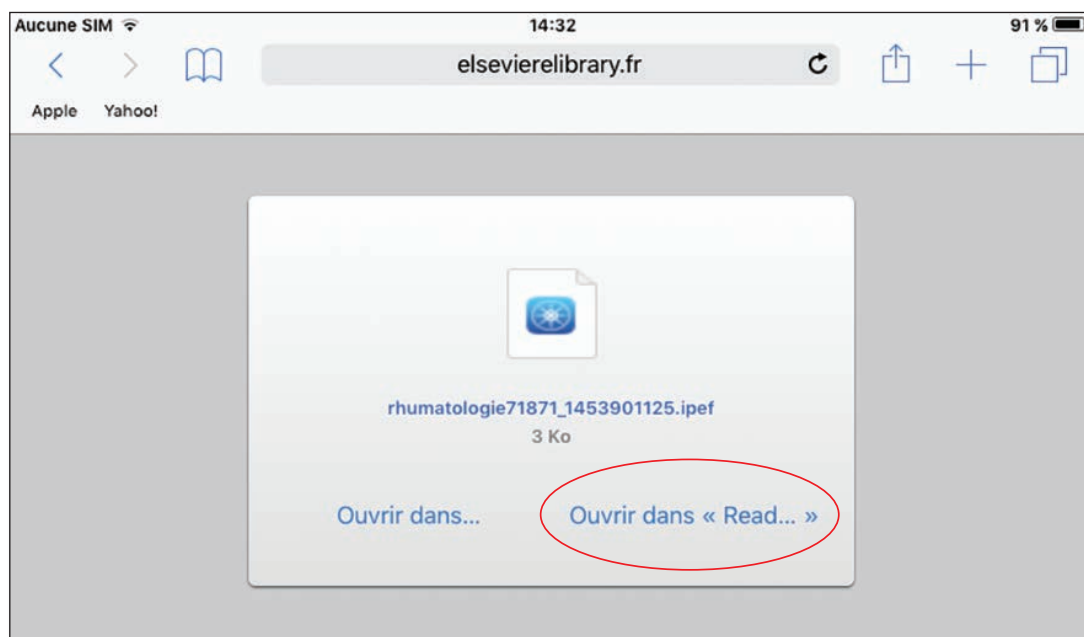 Aucune SIM 14:32 91 %
elsevierelibrary.fr
Apple Yahoo!
rhumatologie71871_1453901125.ipef
3 Ko
Ouvrir dans... Ouvrir dans « Read... »